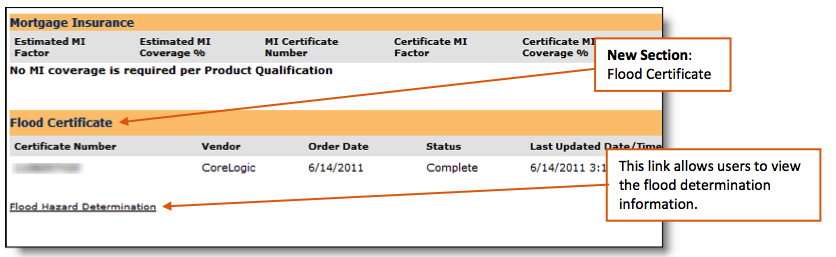 Mortgage Insurance
Estimated MI Factor
Estimated MI Coverage %
MI Certificate Number
Certificate MI Factor
Certificate MI Coverage %
No MI coverage is required per Product Qualification
New Section:
Flood Certificate
Flood Certificate
Certificate Number Vendor Order Date Status Last Updated Date/Time
CoreLogic 6/14/2011 Complete 6/14/2011 3:1
This link allows users to view
the flood determination
information.
Flood Hazard Determination